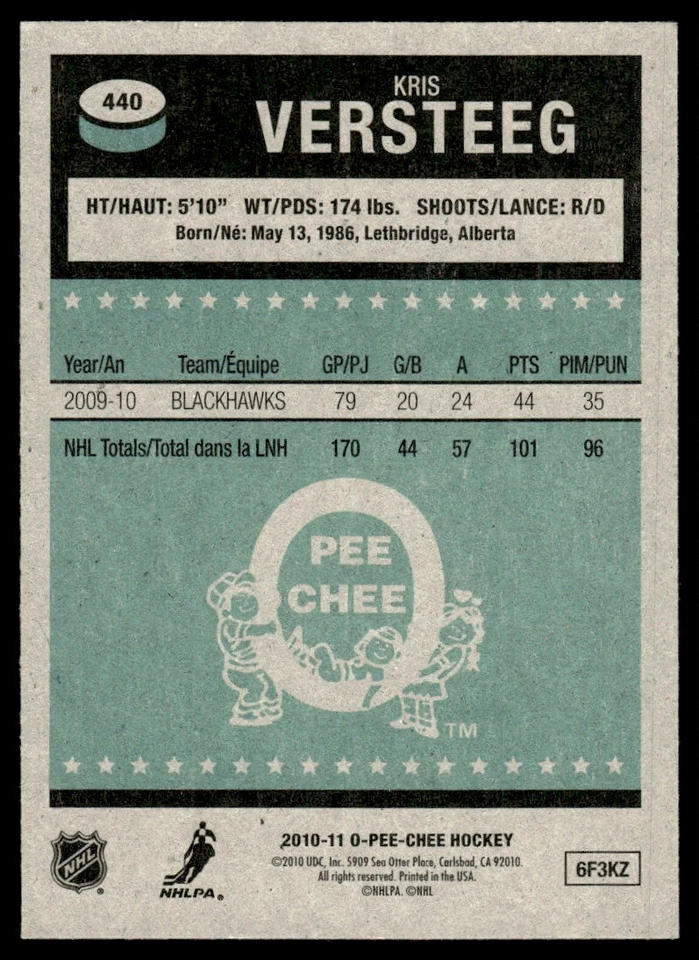 440
KRIS
VERSTEEG
HT/HAUT: 5'10" WT/PDS: 174 lbs. SHOOTS/LANCE: R/D
Born/Né: May 13, 1986, Lethbridge, Alberta
Year/An Team/Équipe GP/PJ G/B A PTS PIM/PUN
2009-10 BLACKHAWKS 79 20 24 44 35
NHL Totals/Total dans la LNH 170 44 57 101 96
O
PEE
CHEE
TM
NHL
®
NHLPA®
2010-11 O-PEE-CHEE HOCKEY
©2010 UDC, Inc. 5909 Sea Otter Place, Carlsbad, CA 92010.
All rights reserved. Printed in the USA.
©NHLPA. ©NHL
6F3KZ